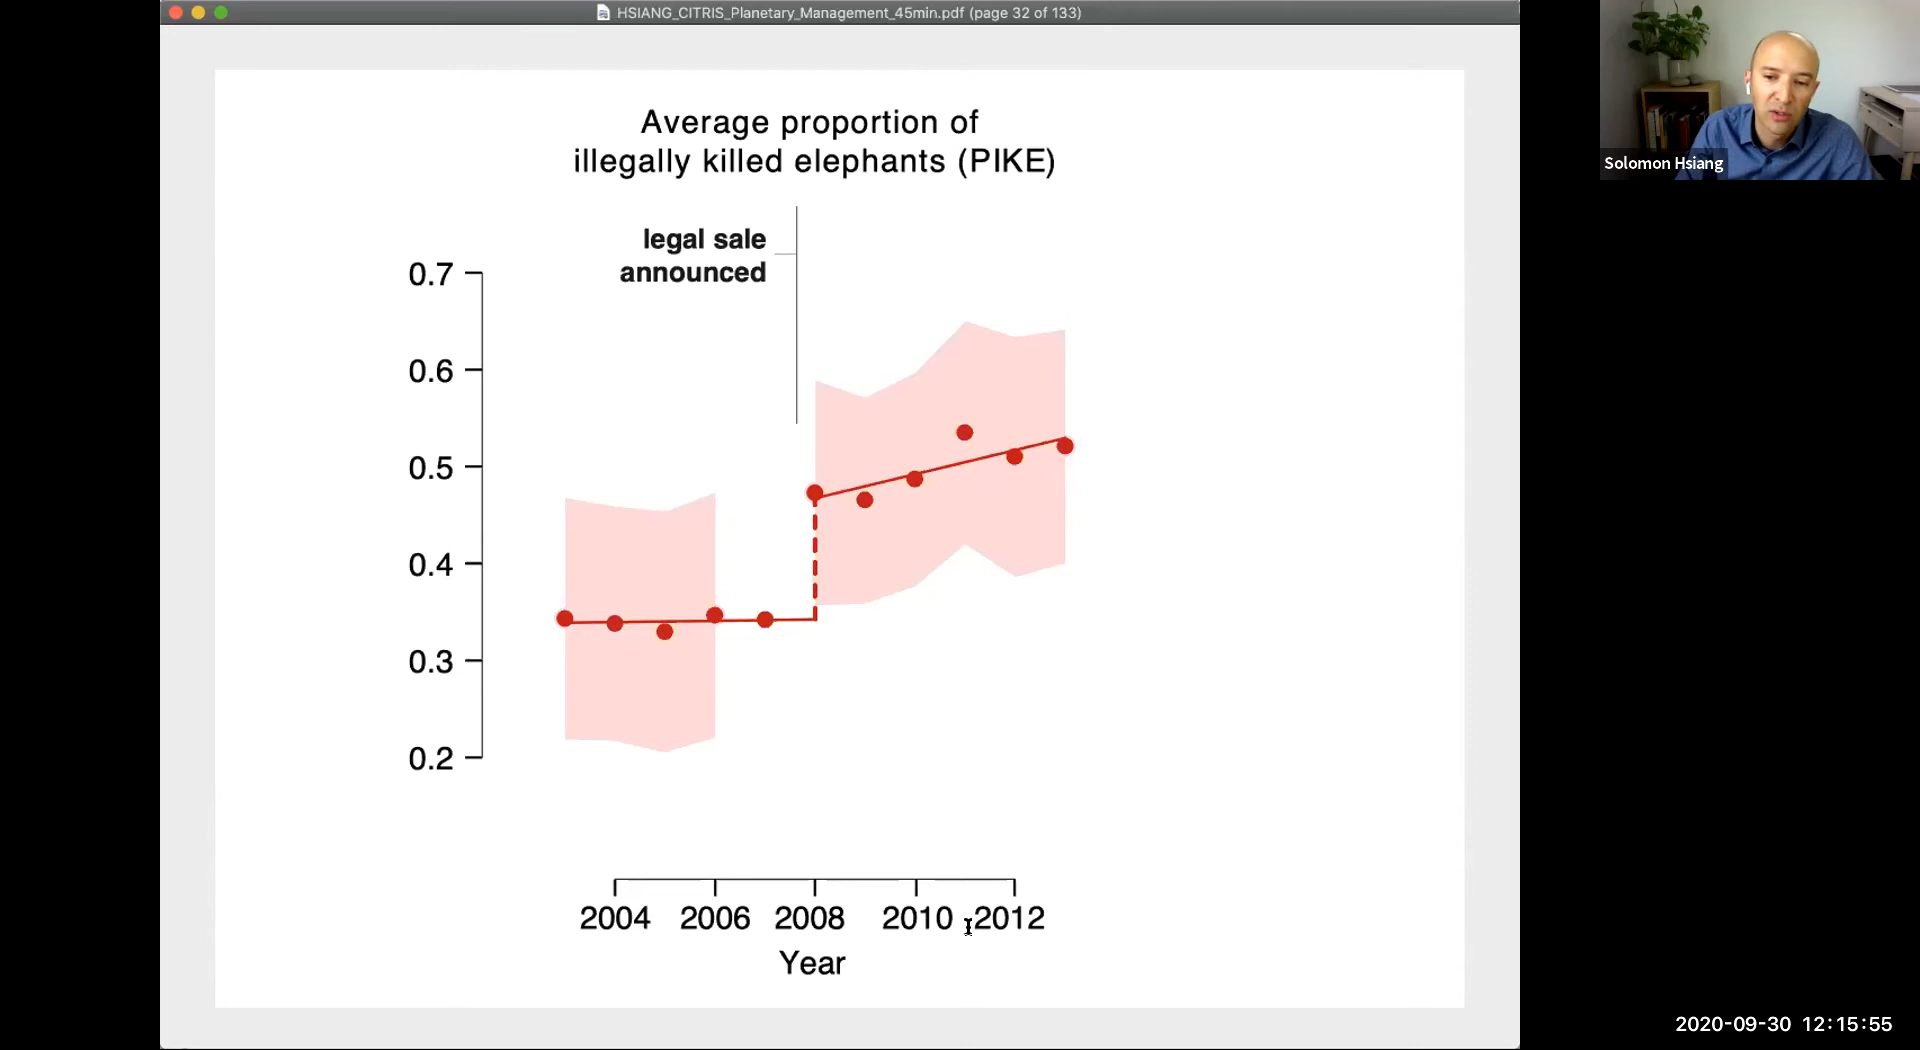 HSIANG_CITRIS_Planetary_Management_45min.pdf (page 32 of 133)
Average proportion of
illegally killed elephants (PIKE)
legal sale
announced
0.7
0.6
0.5
0.4
0.3
0.2
2004 2006 2008 2010 2012
Year
Solomon Hsiang
2020-09-30 12:15:55